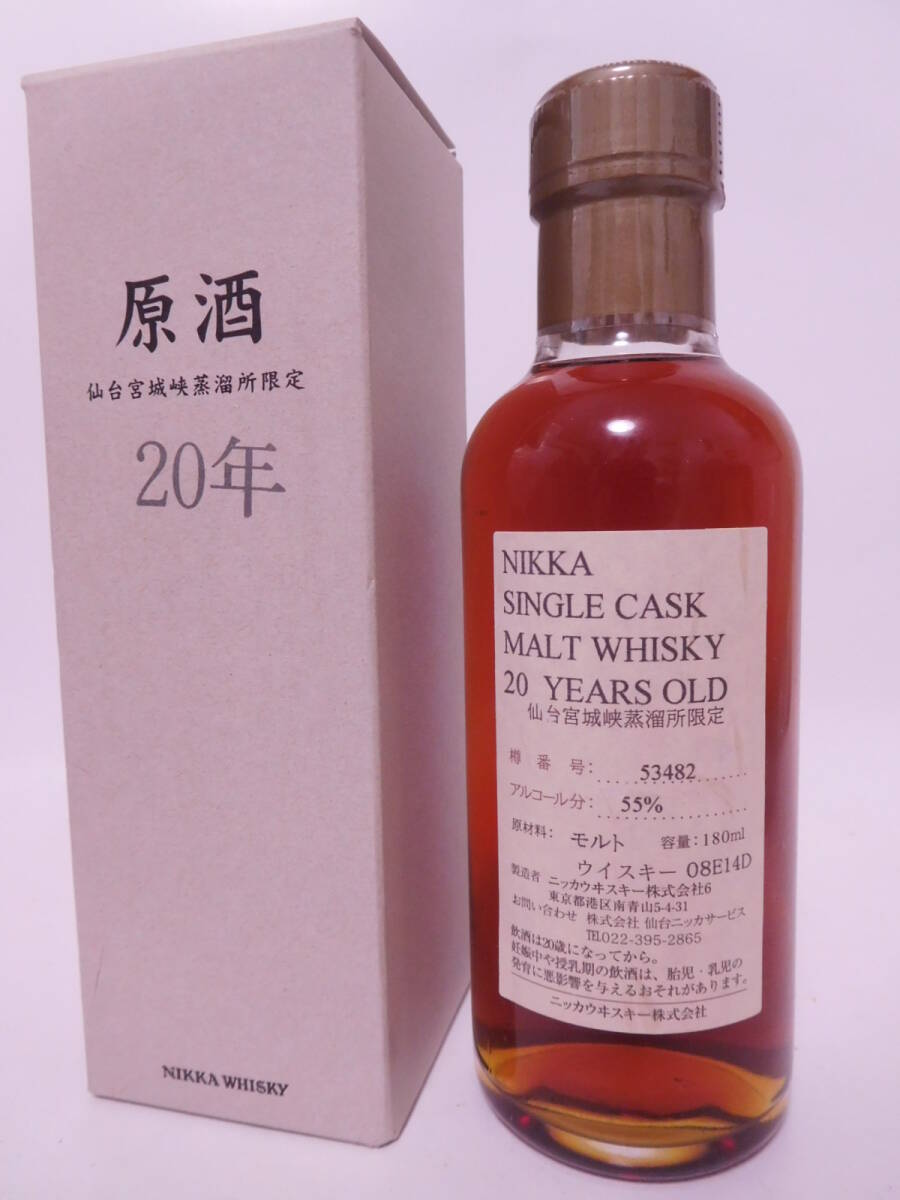 原酒
仙台宮城峡蒸溜所限定
20年
NIKKA WHISKY
NIKKA
SINGLE CASK
MALT WHISKY
20 YEARS OLD
仙台宮城峡蒸溜所限定
樽番号: 53482
アルコール分: 55%
原材料: モルト 容量:180ml
ウイスキー 08E14D
製造者 ニッカウヰスキー株式会社6
東京都港区南青山5-4-31
お問い合わせ 株式会社 仙台ニッカサービス
TEL022-395-2865
飲酒は20歳になってから。
妊娠中や授乳期の飲酒は、胎児・乳児の
発育に悪影響を与えるおそれがあります。
ニッカウヰスキー株式会社